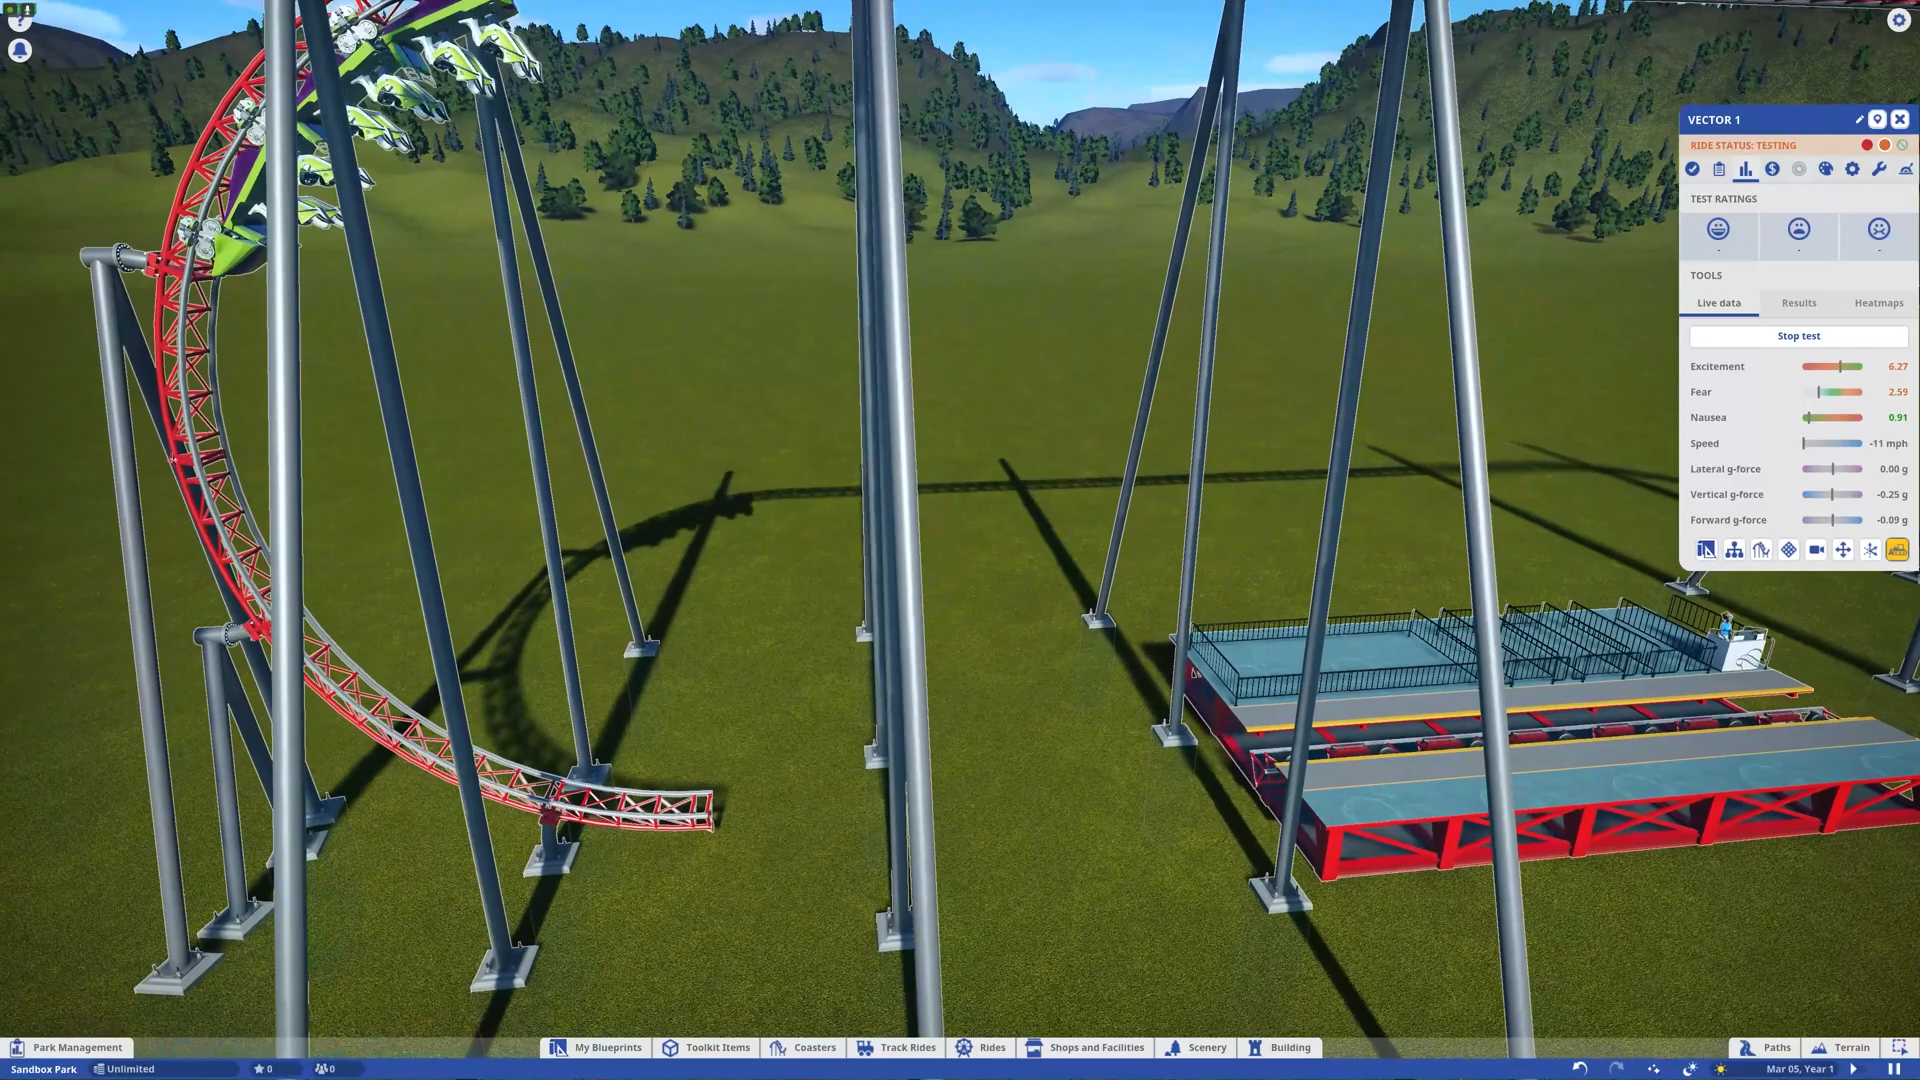 VECTOR 1
RIDE STATUS: TESTING
TEST RATINGS
- - -
TOOLS
Live data Results Heatmaps
Stop test
Excitement 6.27
Fear 2.59
Nausea 0.91
Speed -11 mph
Lateral g-force 0.00 g
Vertical g-force -0.25 g
Forward g-force -0.09 g
Park Management My Blueprints Toolkit Items Coasters Track Rides Rides Shops and Facilities Scenery Building Paths Terrain
Sandbox Park Unlimited 0 0 Mar 05, Year 1